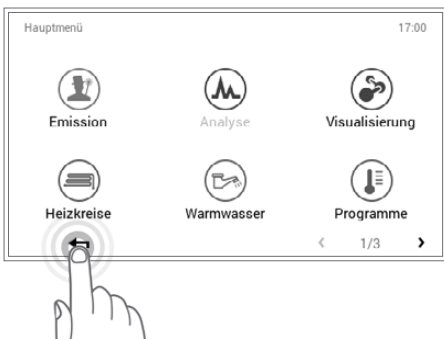 Hauptmenü 17:00
Emission Analyse Visualisierung
Heizkreise Warmwasser Programme
1/3